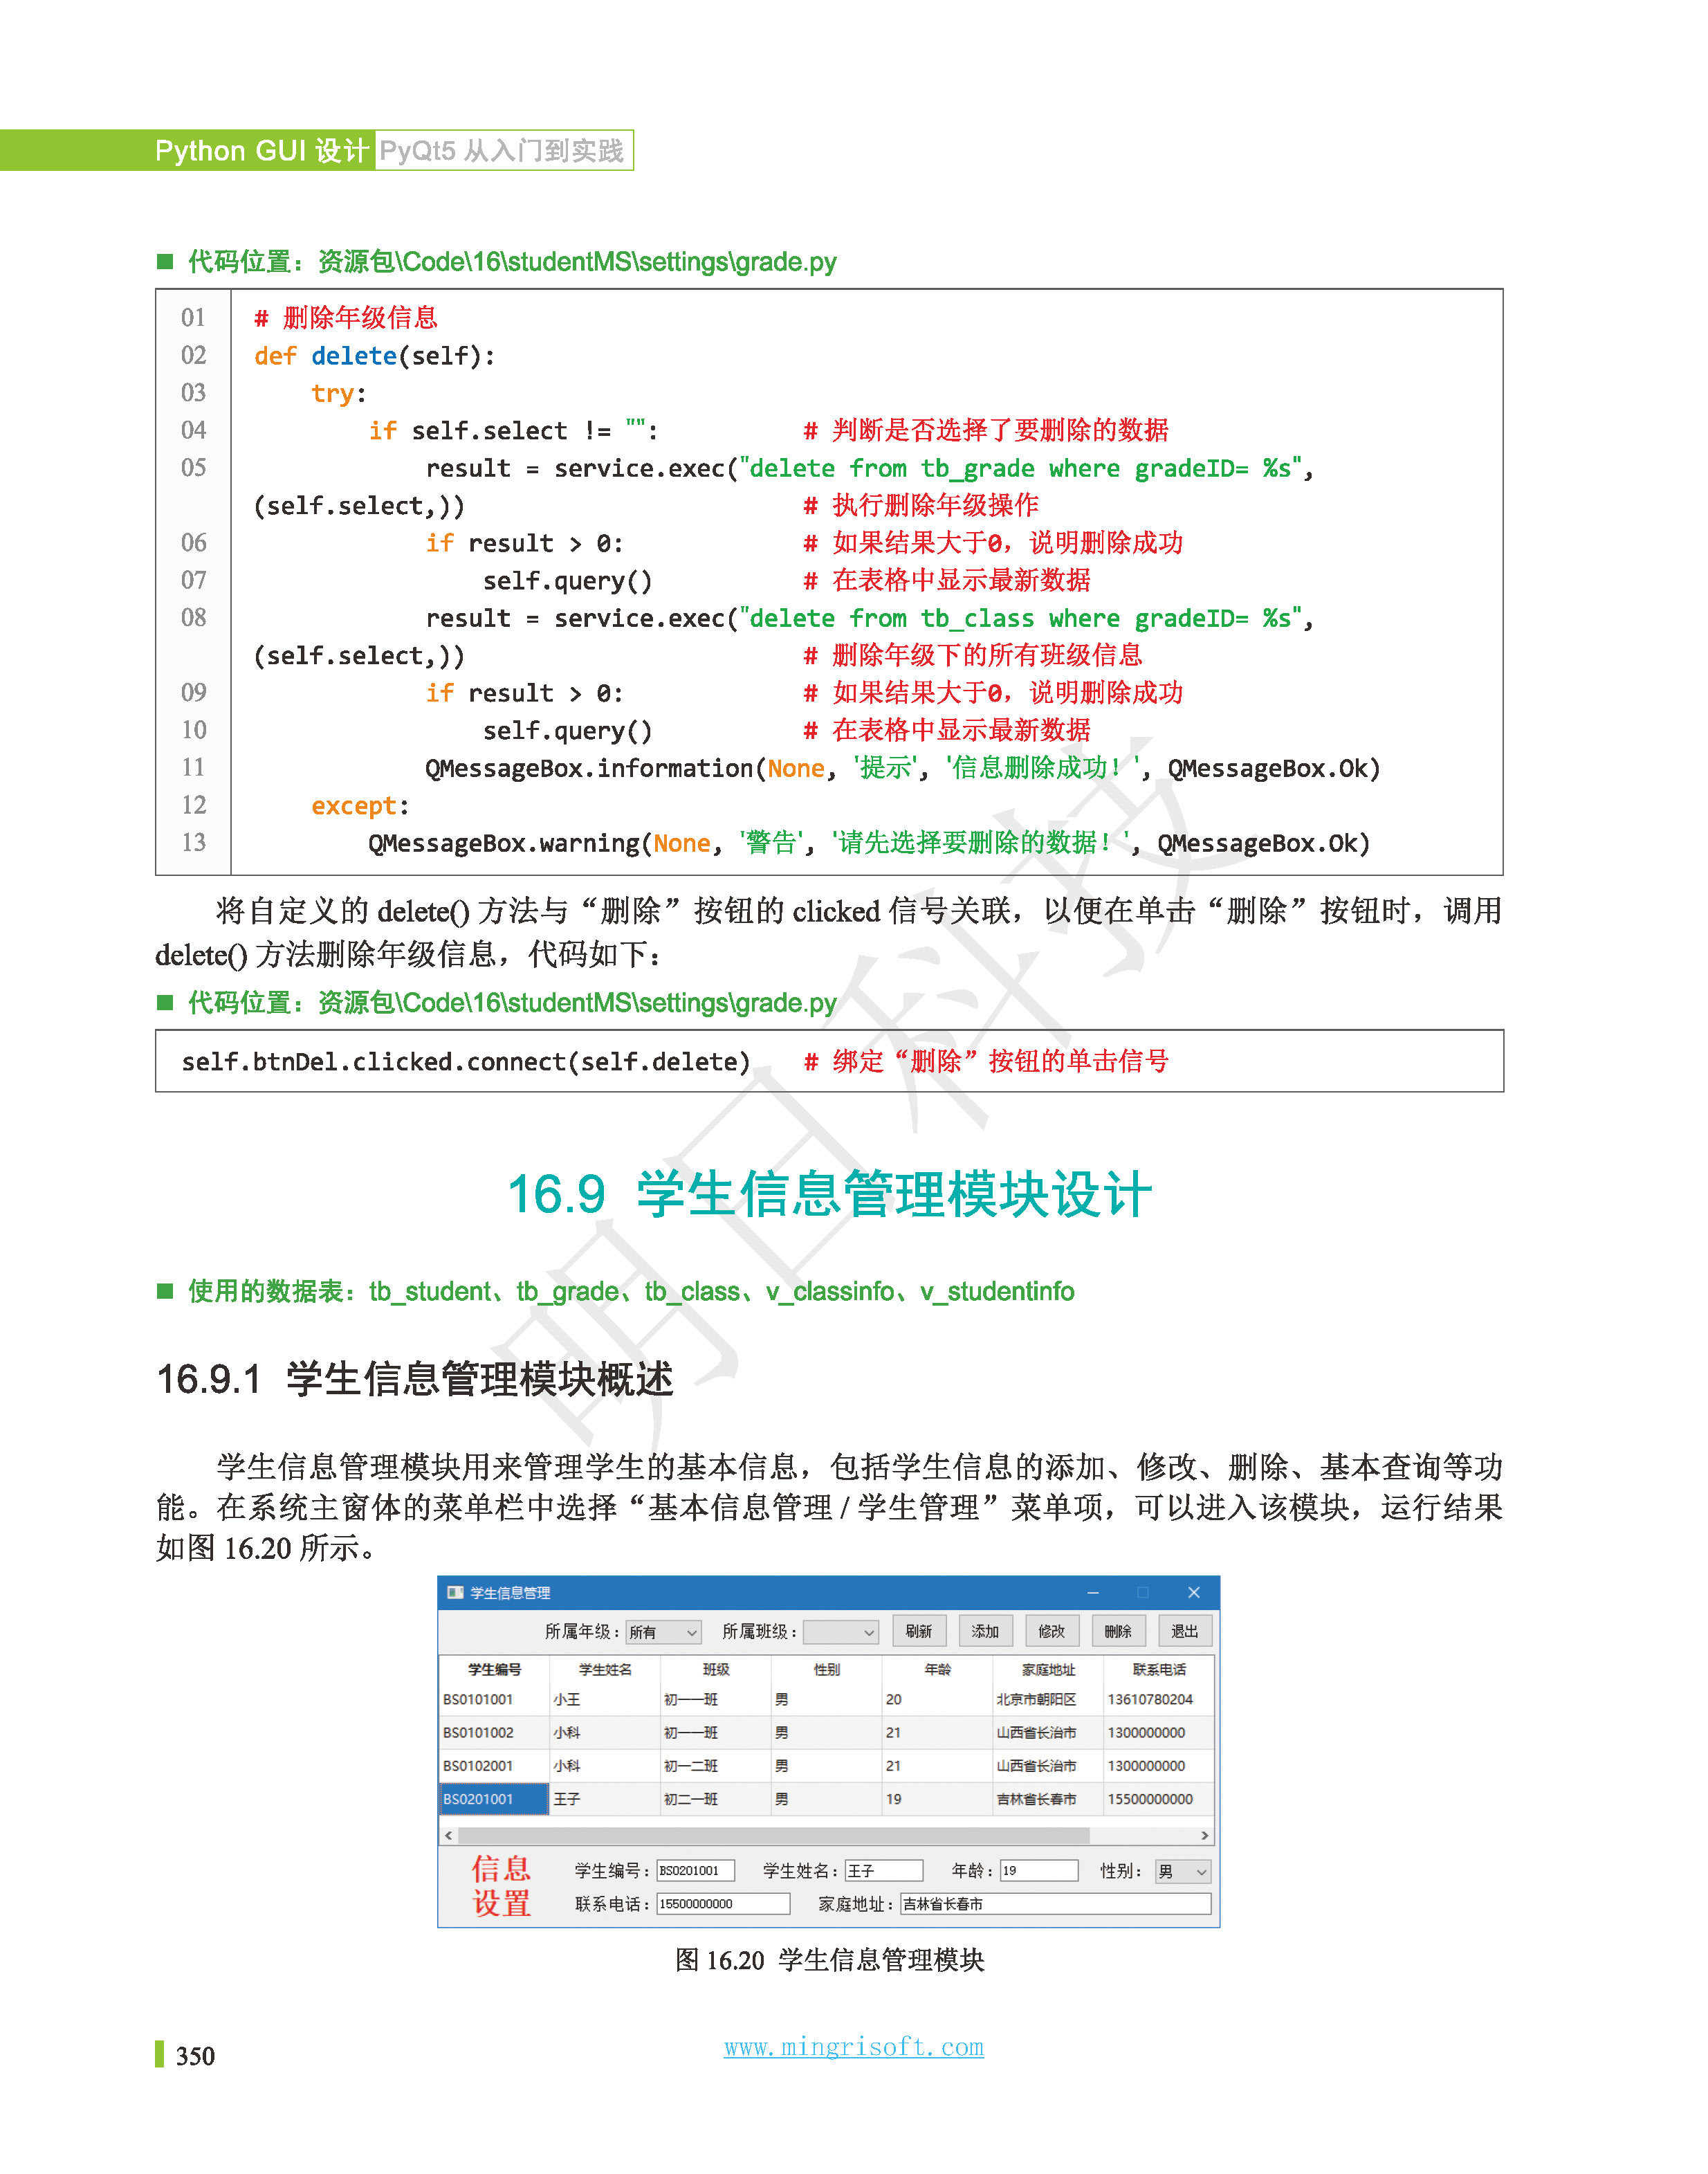 Python GUI 设计 PyQt5 从入门到实践
■ 代码位置：资源包\Code\16\studentMS\settings\grade.py
01 # 删除年级信息
02 def delete(self):
03 try:
04 if self.select != "": # 判断是否选择了要删除的数据
05 result = service.exec("delete from tb_grade where gradeID= %s",
(self.select,)) # 执行删除年级操作
06 if result > 0: # 如果结果大于0，说明删除成功
07 self.query() # 在表格中显示最新数据
08 result = service.exec("delete from tb_class where gradeID= %s",
(self.select,)) # 删除年级下的所有班级信息
09 if result > 0: # 如果结果大于0，说明删除成功
10 self.query() # 在表格中显示最新数据
11 QMessageBox.information(None, '提示', '信息删除成功！', QMessageBox.Ok)
12 except:
13 QMessageBox.warning(None, '警告', '请先选择要删除的数据！', QMessageBox.Ok)
将自定义的 delete() 方法与“删除”按钮的 clicked 信号关联，以便在单击“删除”按钮时，调用
delete() 方法删除年级信息，代码如下：
■ 代码位置：资源包\Code\16\studentMS\settings\grade.py
self.btnDel.clicked.connect(self.delete) # 绑定“删除”按钮的单击信号
明日科技
16.9 学生信息管理模块设计
■ 使用的数据表：tb_student、tb_grade、tb_class、v_classinfo、v_studentinfo
16.9.1 学生信息管理模块概述
学生信息管理模块用来管理学生的基本信息，包括学生信息的添加、修改、删除、基本查询等功
能。在系统主窗体的菜单栏中选择“基本信息管理 / 学生管理”菜单项，可以进入该模块，运行结果
如图 16.20 所示。
学生信息管理
所属年级：所有 所属班级： 刷新 添加 修改 删除 退出
学生编号 学生姓名 班级 性别 年龄 家庭地址 联系电话
BS0101001 小王 初一一班 男 20 北京市朝阳区 13610780204
BS0101002 小科 初一一班 男 21 山西省长治市 1300000000
BS0102001 小科 初一二班 男 21 山西省长治市 1300000000
BS0201001 王子 初二一班 男 19 吉林省长春市 15500000000
信息 学生编号：BS0201001 学生姓名：王子 年龄：19 性别：男
设置 联系电话：15500000000 家庭地址：吉林省长春市
图 16.20 学生信息管理模块
350
www.mingrisoft.com